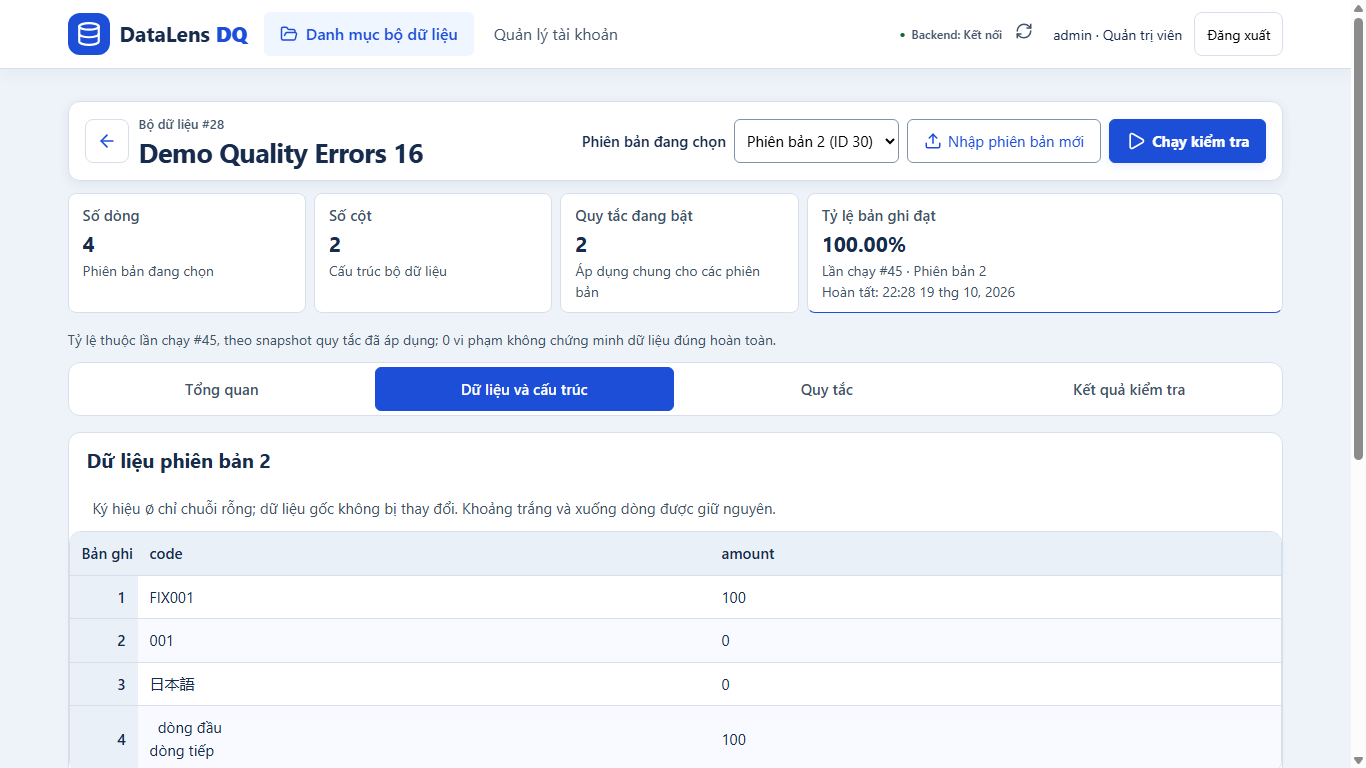 DataLens DQ
Danh mục bộ dữ liệu
Quản lý tài khoản
• Backend: Kết nối
admin · Quản trị viên
Đăng xuất
Bộ dữ liệu #28
Demo Quality Errors 16
Phiên bản đang chọn
Phiên bản 2 (ID 30)
Nhập phiên bản mới
Chạy kiểm tra
Số dòng
4
Phiên bản đang chọn
Số cột
2
Cấu trúc bộ dữ liệu
Quy tắc đang bật
2
Áp dụng chung cho các phiên
bản
Tỷ lệ bản ghi đạt
100.00%
Lần chạy #45 · Phiên bản 2
Hoàn tất: 22:28 19 thg 10, 2026
Tỷ lệ thuộc lần chạy #45, theo snapshot quy tắc đã áp dụng; 0 vi phạm không chứng minh dữ liệu đúng hoàn toàn.
Tổng quan
Dữ liệu và cấu trúc
Quy tắc
Kết quả kiểm tra
Dữ liệu phiên bản 2
Ký hiệu ∅ chỉ chuỗi rỗng; dữ liệu gốc không bị thay đổi. Khoảng trắng và xuống dòng được giữ nguyên.
Bản ghi code amount
1 FIX001 100
2 001 0
3 日本語 0
4 dòng đầu 100
dòng tiếp